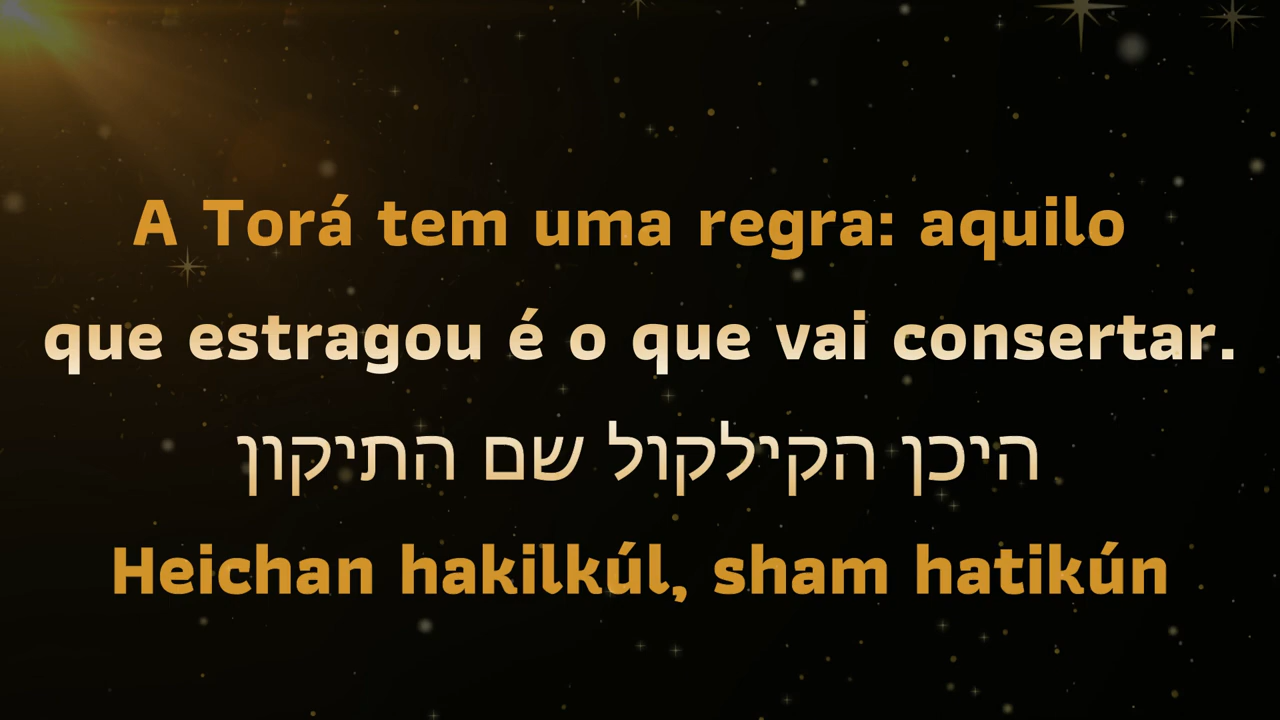 A Torá tem uma regra: aquilo
que estragou é o que vai consertar.
היכן הקילקול שם התיקון
Heichan hakilkúl, sham hatikún